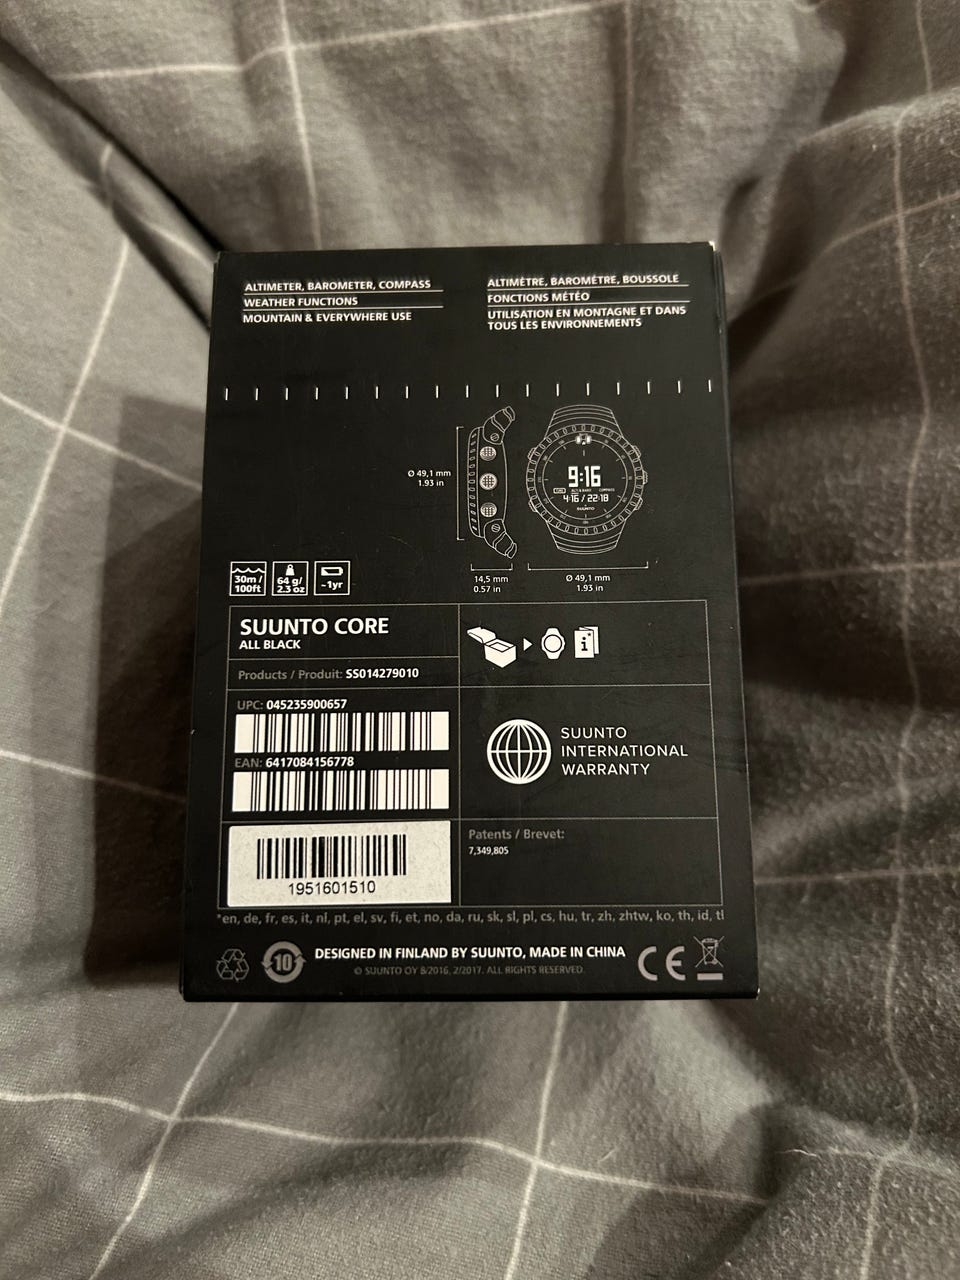 ALTIMETER, BAROMETER, COMPASS
WEATHER FUNCTIONS
MOUNTAIN & EVERYWHERE USE
ALTIMÈTRE, BAROMÈTRE, BOUSSOLE
FONCTIONS MÉTÉO
UTILISATION EN MONTAGNE ET DANS
TOUS LES ENVIRONNEMENTS
Ø 49,1 mm
1.93 in
9:16
ALTI & BARO COMPASS
4·16 / 22:18
SUUNTO
14,5 mm
0.57 in
Ø 49,1 mm
1.93 in
30m /
100ft
64 g/
2.3 oz
~1yr
SUUNTO CORE
ALL BLACK
Products / Produit: SS014279010
UPC: 045235900657
EAN: 6417084156778
1951601510
i
SUUNTO
INTERNATIONAL
WARRANTY
Patents / Brevet:
7,349,805
*en, de, fr, es, it, nl, pt, el, sv, fi, et, no, da, ru, sk, sl, pl, cs, hu, tr, zh, zhtw, ko, th, id, tl
10
DESIGNED IN FINLAND BY SUUNTO, MADE IN CHINA
© SUUNTO OY 8/2016, 2/2017. ALL RIGHTS RESERVED.
CE